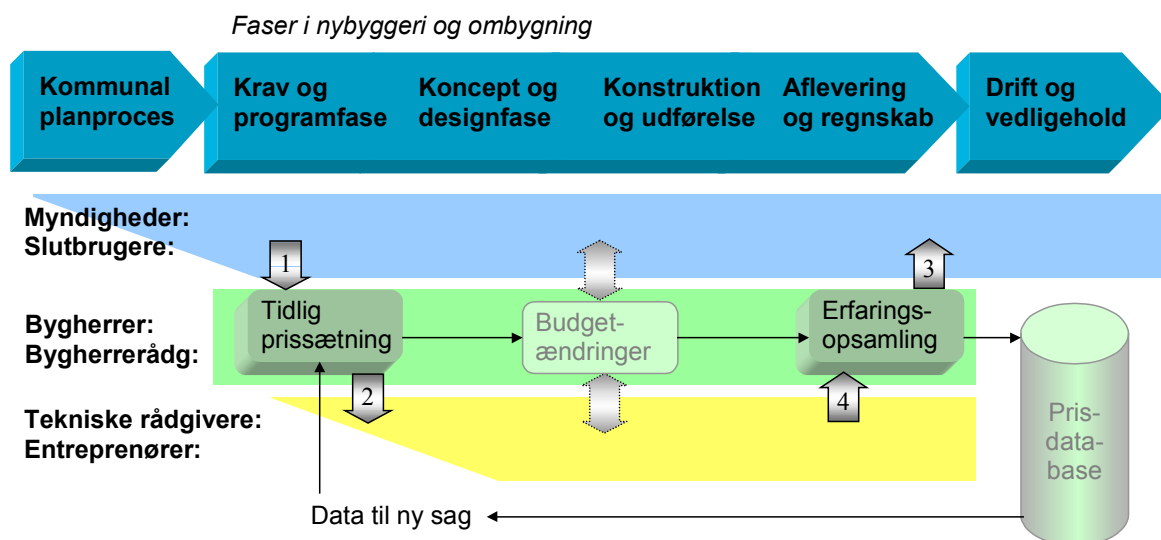 Faser i nybyggeri og ombygning
Kommunal
planproces
Krav og
programfase
Koncept og
designfase
Konstruktion
og udførelse
Aflevering
og regnskab
Drift og
vedligehold
Myndigheder:
Slutbrugere:
1
3
Bygherrer:
Bygherrerådg:
Tidlig
prissætning
Budget-
ændringer
Erfarings-
opsamling
2
4
Tekniske rådgivere:
Entreprenører:
Pris-
data-
base
Data til ny sag